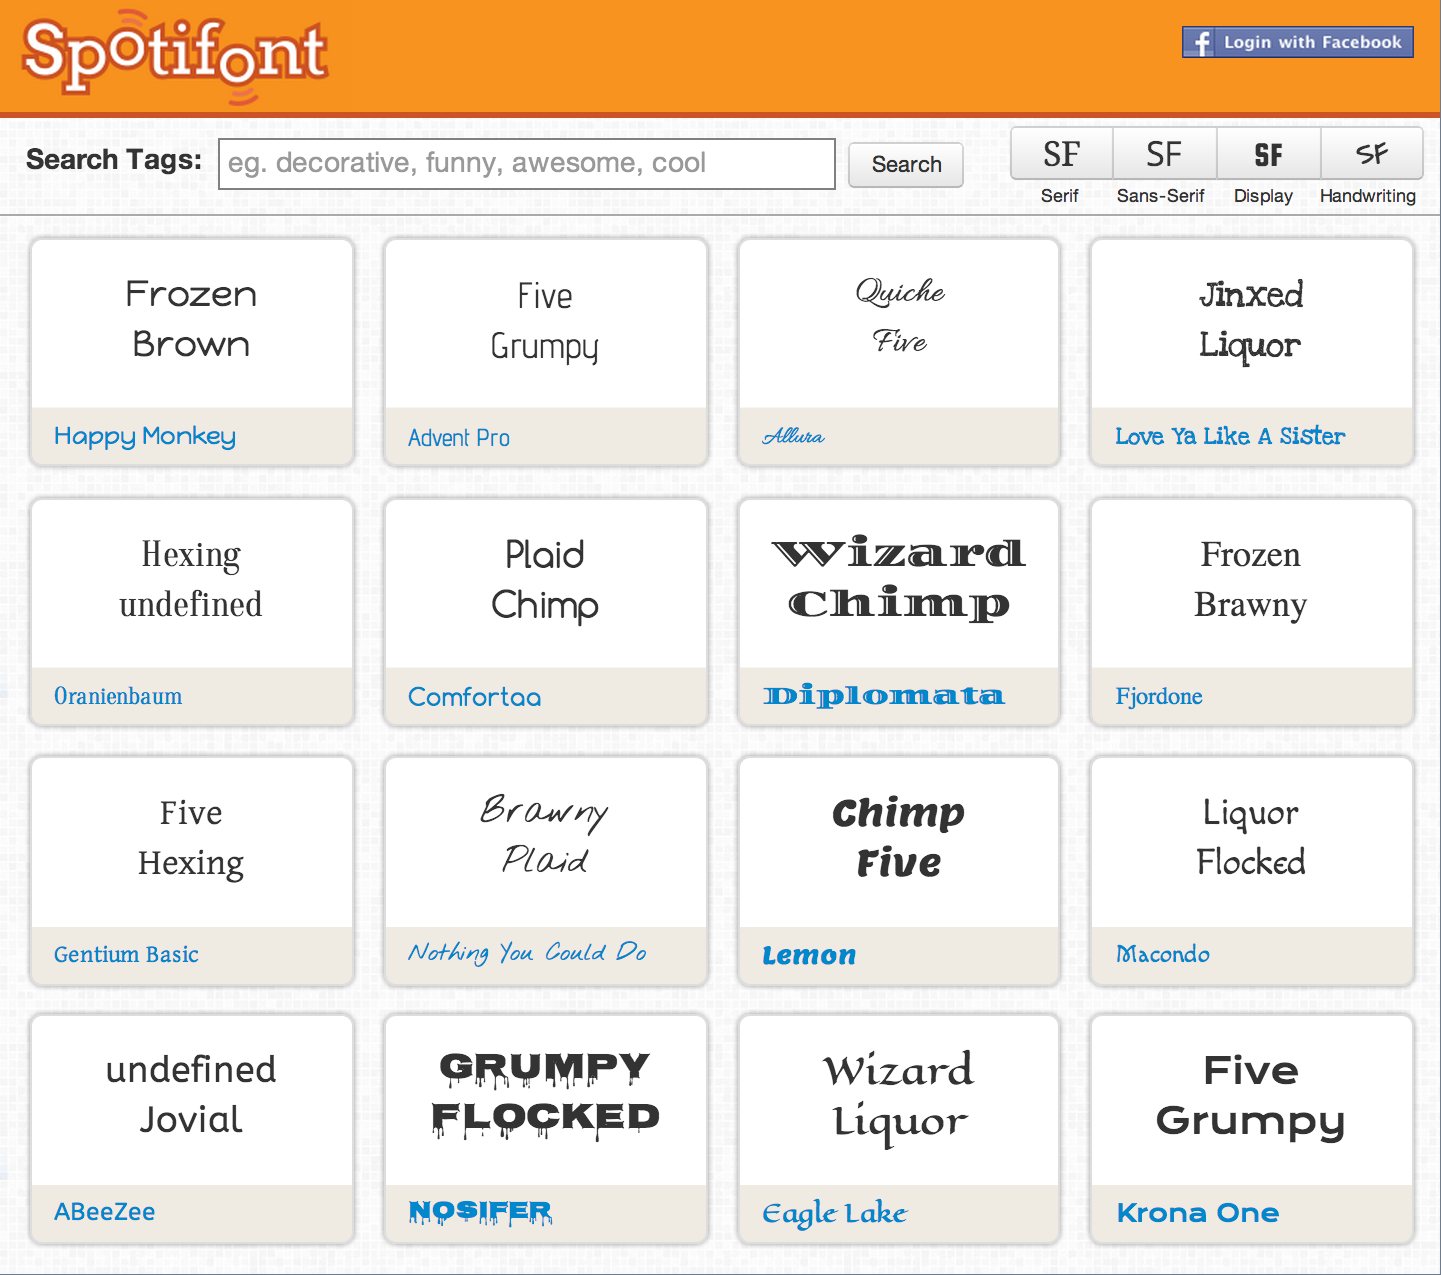 Spotifont
f Login with Facebook
Search Tags: eg. decorative, funny, awesome, cool Search
SF SF SF SF
Serif Sans-Serif Display Handwriting
Frozen
Brown
Happy Monkey
Five
Grumpy
Advent Pro
Quiche
Five
Allura
Jinxed
Liquor
Love Ya Like A Sister
Hexing
undefined
Oranienbaum
Plaid
Chimp
Comfortaa
Wizard
Chimp
Diplomata
Frozen
Brawny
Fjordone
Five
Hexing
Gentium Basic
Brawny
Plaid
Nothing You Could Do
Chimp
Five
Lemon
Liquor
Flocked
Macondo
undefined
Jovial
ABeeZee
GRUMPY
FLOCKED
NOSIFER
Wizard
Liquor
Eagle Lake
Five
Grumpy
Krona One